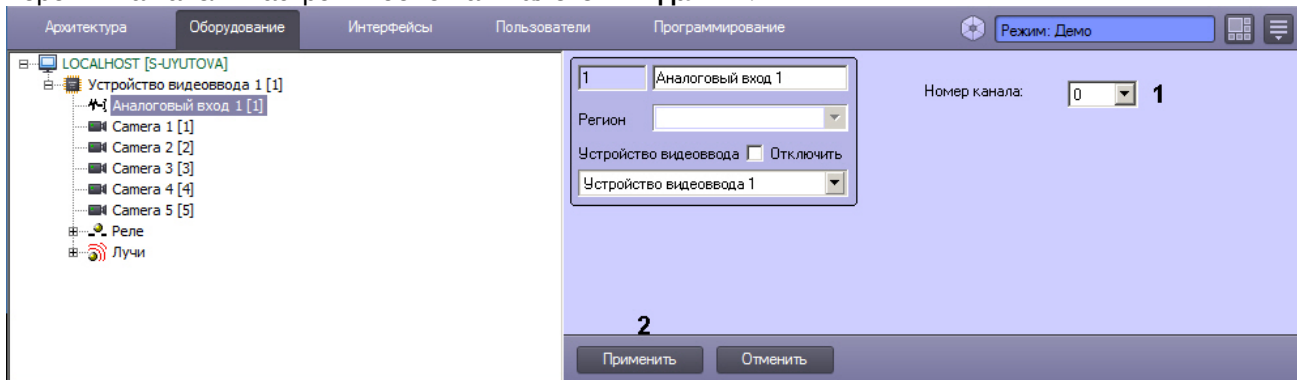 Архитектура Оборудование Интерфейсы Пользователи Программирование Режим: Демо
LOCALHOST [S-UYUTOVA]
Устройство видеоввода 1 [1]
Аналоговый вход 1 [1]
Camera 1 [1]
Camera 2 [2]
Camera 3 [3]
Camera 4 [4]
Camera 5 [5]
Реле
Лучи
1 Аналоговый вход 1
Регион
Устройство видеоввода Отключить
Устройство видеоввода 1
Номер канала: 0 1
2
Применить Отменить